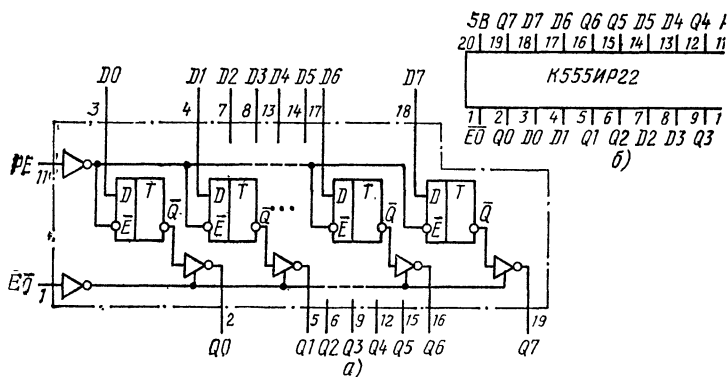 5В Q7 D7 D6 Q6 Q5 D5 D4 Q4
20 19 18 17 16 15 14 13 12 11
К555ИР22
1 2 3 4 5 6 7 8 9 1
E̅0̅ Q0 D0 D1 Q1 Q2 D2 D3 Q3
б)
D0 D1 D2 D3 D4 D5 D6 D7
3 4 7 8 13 14 17 18
PE
11
D T Q̅ D T Q̅ ... D T Q̅ D T Q̅
E̅ E̅ E̅ E̅
E̅0̅
1
2 5 6 9 12 15 16 19
Q0 Q1 Q2 Q3 Q4 Q5 Q6 Q7
а)